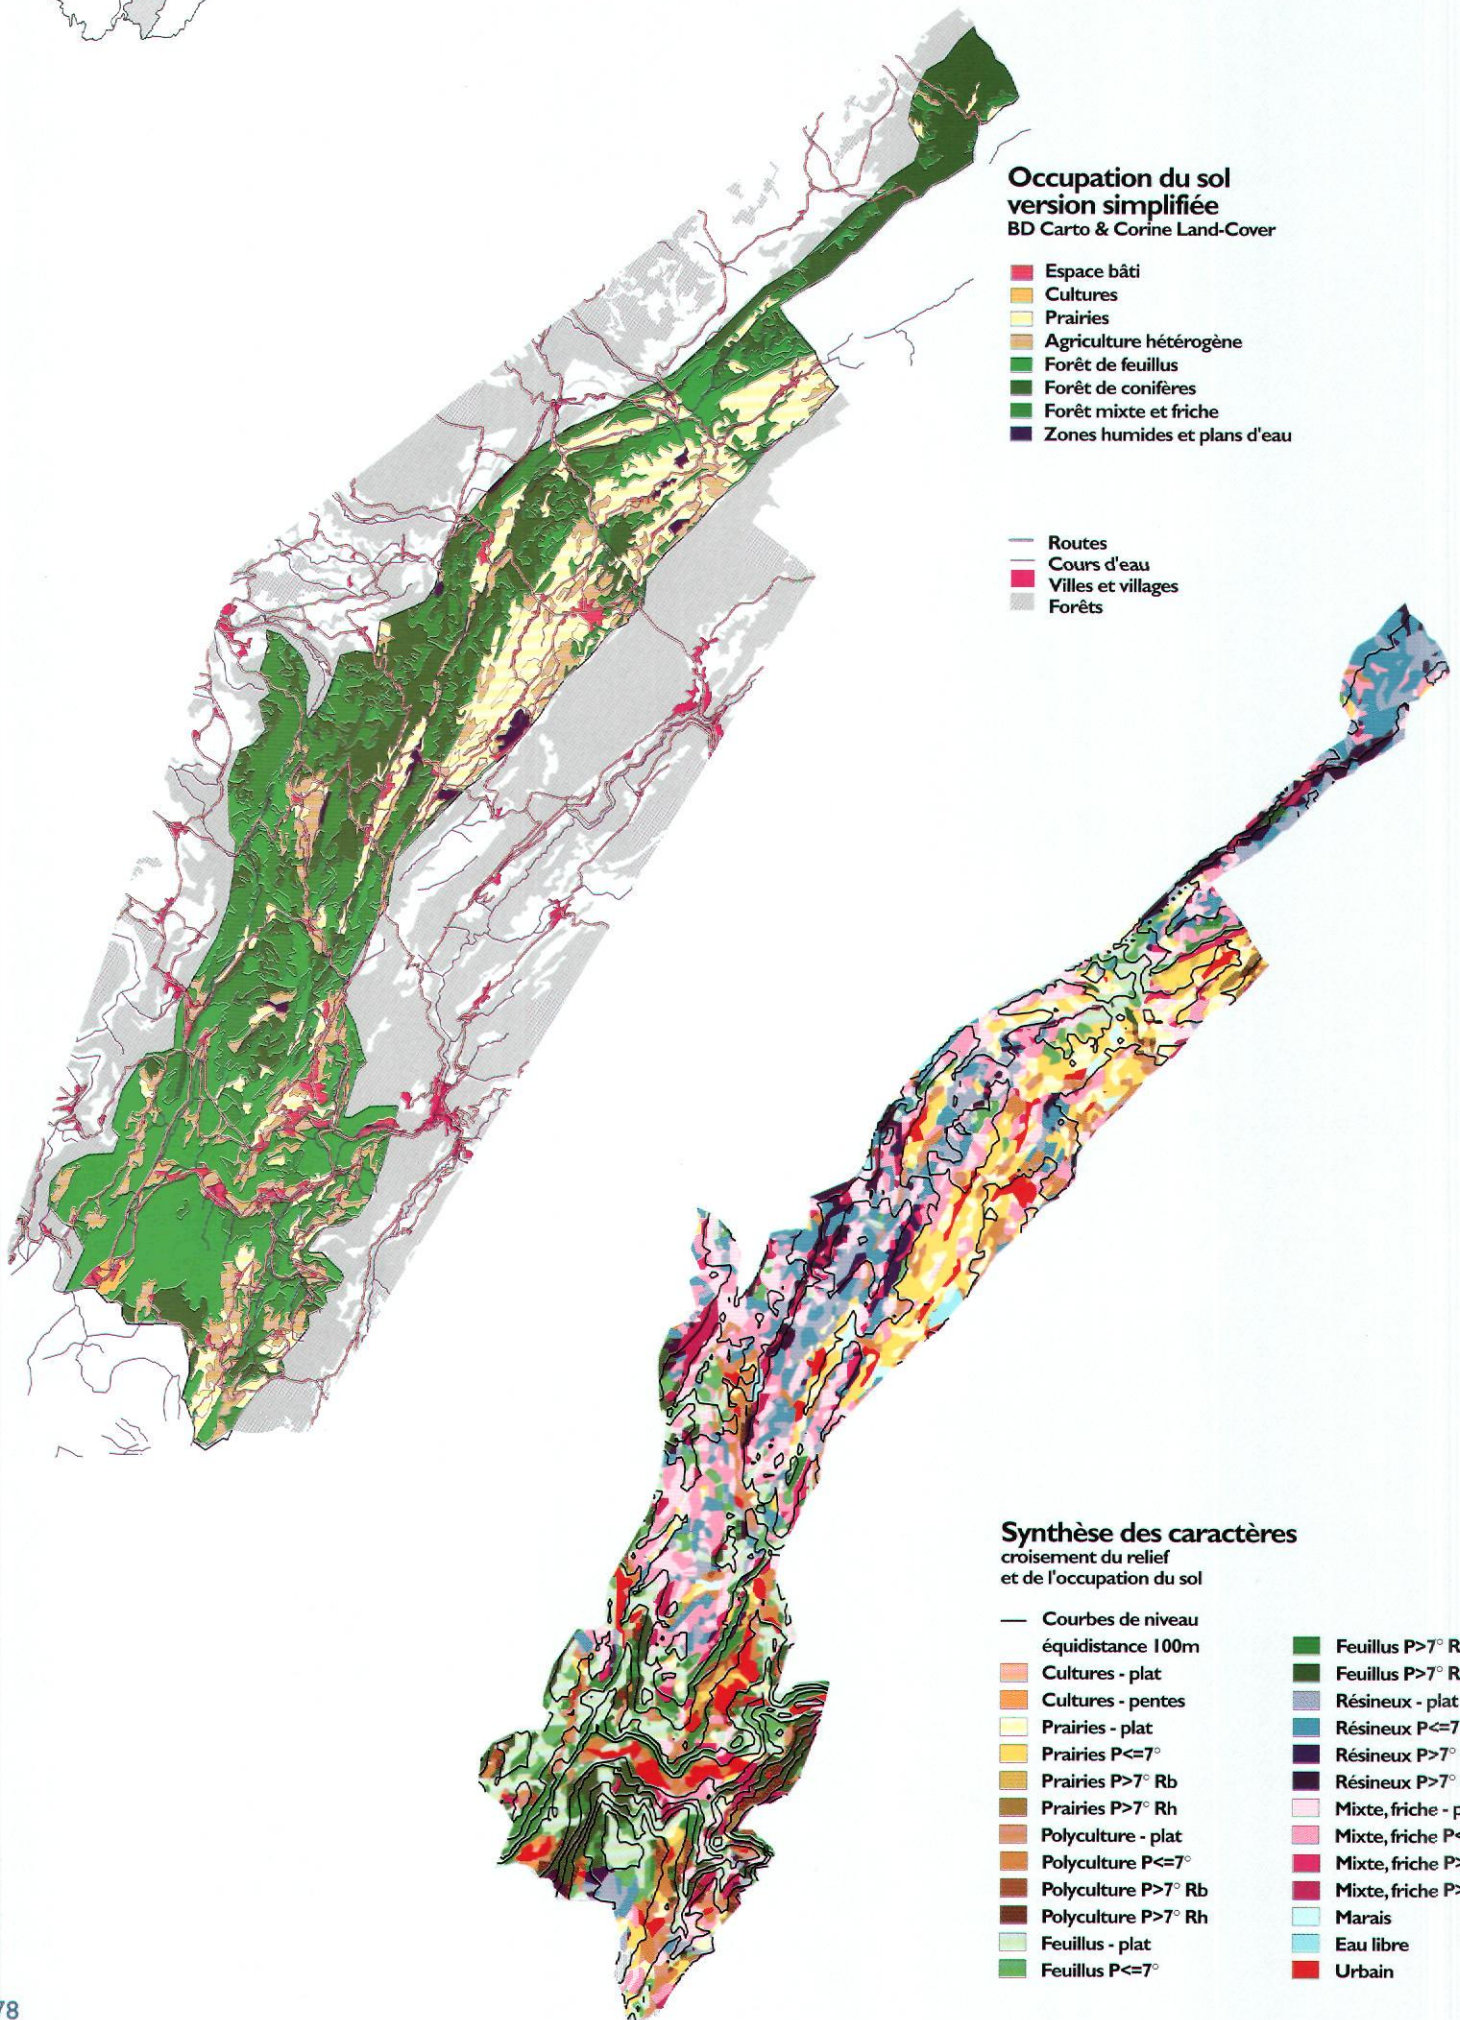 Occupation du sol
version simplifiée
BD Carto & Corine Land-Cover
Espace bâti
Cultures
Prairies
Agriculture hétérogène
Forêt de feuillus
Forêt de conifères
Forêt mixte et friche
Zones humides et plans d'eau
Routes
Cours d'eau
Villes et villages
Forêts
Synthèse des caractères
croisement du relief
et de l'occupation du sol
Courbes de niveau
équidistance 100m
Cultures - plat
Cultures - pentes
Prairies - plat
Prairies P<=7°
Prairies P>7° Rb
Prairies P>7° Rh
Polyculture - plat
Polyculture P<=7°
Polyculture P>7° Rb
Polyculture P>7° Rh
Feuillus - plat
Feuillus P<=7°
Feuillus P>7° R
Feuillus P>7° R
Résineux - plat
Résineux P<=7
Résineux P>7°
Résineux P>7°
Mixte, friche - p
Mixte, friche P<
Mixte, friche P>
Mixte, friche P>
Marais
Eau libre
Urbain
78